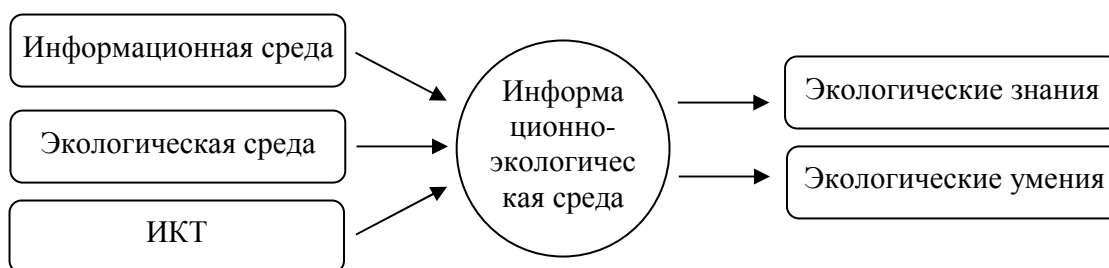 Информационная среда
Экологическая среда
ИКТ
Информа
ционно-
экологичес
кая среда
Экологические знания
Экологические умения